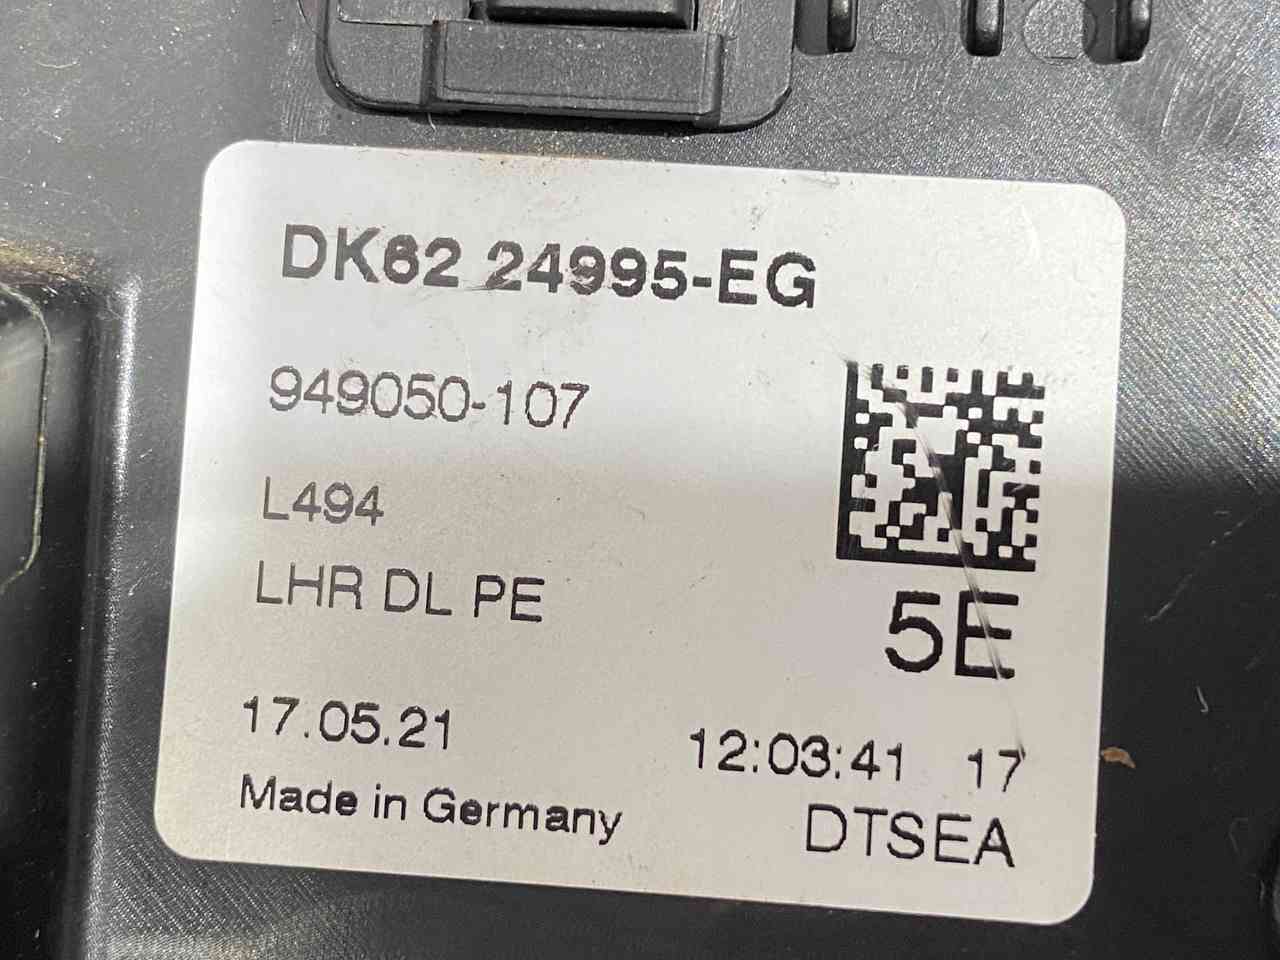 DK62 24995-EG
949050-107
L494
LHR DL PE
5E
17.05.21
12:03:41 17
Made in Germany
DTSEA